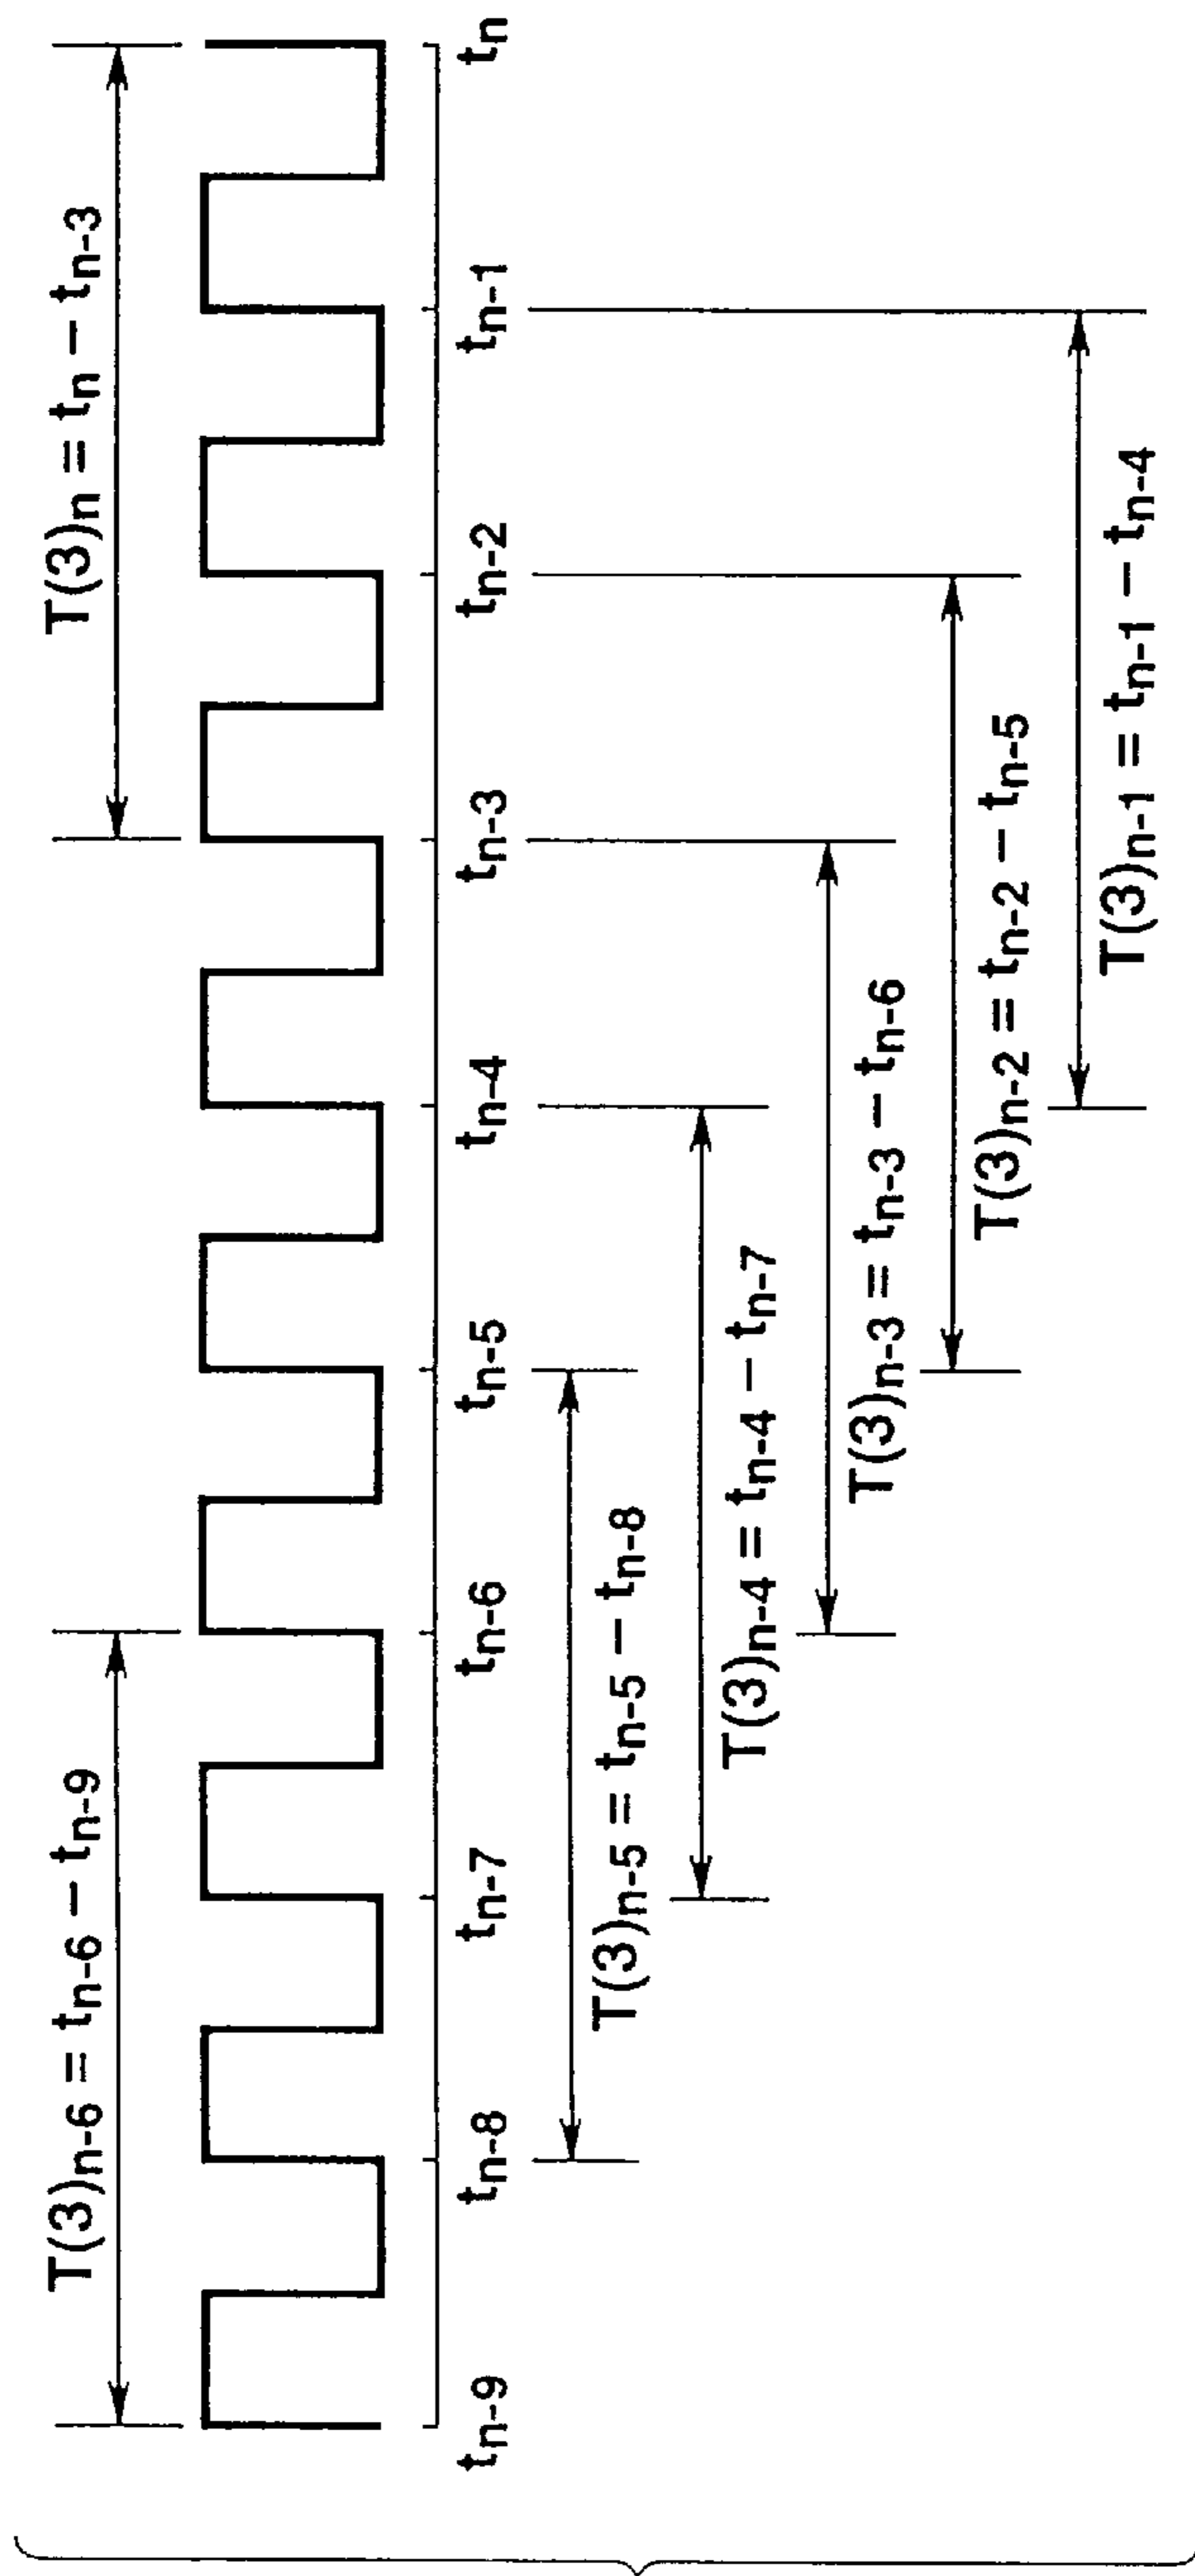 T(3)n-6 = tn-6 − tn-9
T(3)n = tn − tn-3
tn-9 tn-8 tn-7 tn-6 tn-5 tn-4 tn-3 tn-2 tn-1 tn
T(3)n-5 = tn-5 − tn-8
T(3)n-4 = tn-4 − tn-7
T(3)n-3 = tn-3 − tn-6
T(3)n-2 = tn-2 − tn-5
T(3)n-1 = tn-1 − tn-4